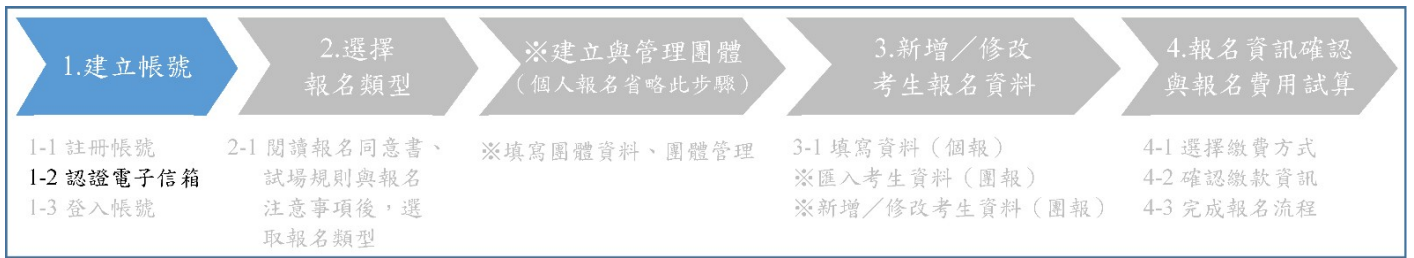 1.建立帳號
2.選擇
報名類型
※建立與管理團體
（個人報名省略此步驟）
3.新增／修改
考生報名資料
4.報名資訊確認
與報名費用試算
1-1 註冊帳號
1-2 認證電子信箱
1-3 登入帳號
2-1 閱讀報名同意書、
試場規則與報名
注意事項後，選
取報名類型
※填寫團體資料、團體管理
3-1 填寫資料（個報）
※匯入考生資料（團報）
※新增／修改考生資料（團報）
4-1 選擇繳費方式
4-2 確認繳款資訊
4-3 完成報名流程